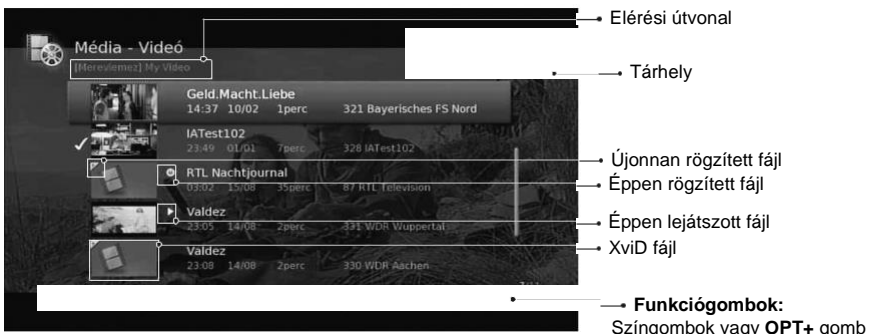 Elérési útvonal
Média - Videó
[Merevlemez] My Video
Tárhely
Geld.Macht.Liebe
14:37 10/02 1perc 321 Bayerisches FS Nord
IATest102
23:49 01/01 7perc 328 IATest102
Újonnan rögzített fájl
RTL Nachtjournal
03:02 15/08 35perc 87 RTL Television
Éppen rögzített fájl
Valdez
23:05 14/08 2perc 331 WDR Wuppertal
Éppen lejátszott fájl
XviD fájl
Valdez
23:08 14/08 2perc 330 WDR Aachen
Funkciógombok:
Színgombok vagy OPT+ gomb